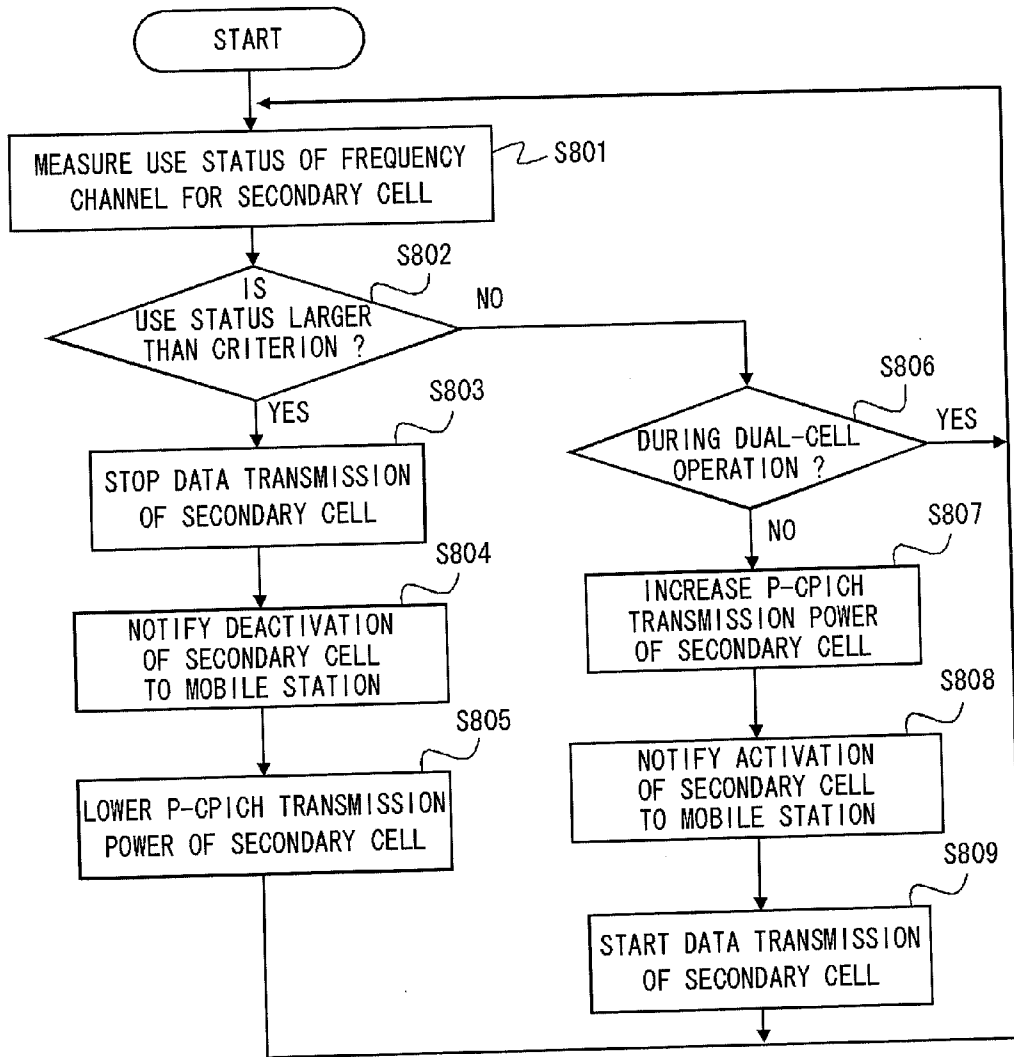 START
MEASURE USE STATUS OF FREQUENCY
CHANNEL FOR SECONDARY CELL
S801
S802
IS
USE STATUS LARGER
THAN CRITERION ?
NO
YES
S803
STOP DATA TRANSMISSION
OF SECONDARY CELL
S804
NOTIFY DEACTIVATION
OF SECONDARY CELL
TO MOBILE STATION
S805
LOWER P-CPICH TRANSMISSION
POWER OF SECONDARY CELL
S806
DURING DUAL-CELL
OPERATION ?
YES
NO
S807
INCREASE P-CPICH
TRANSMISSION POWER
OF SECONDARY CELL
S808
NOTIFY ACTIVATION
OF SECONDARY CELL
TO MOBILE STATION
S809
START DATA TRANSMISSION
OF SECONDARY CELL